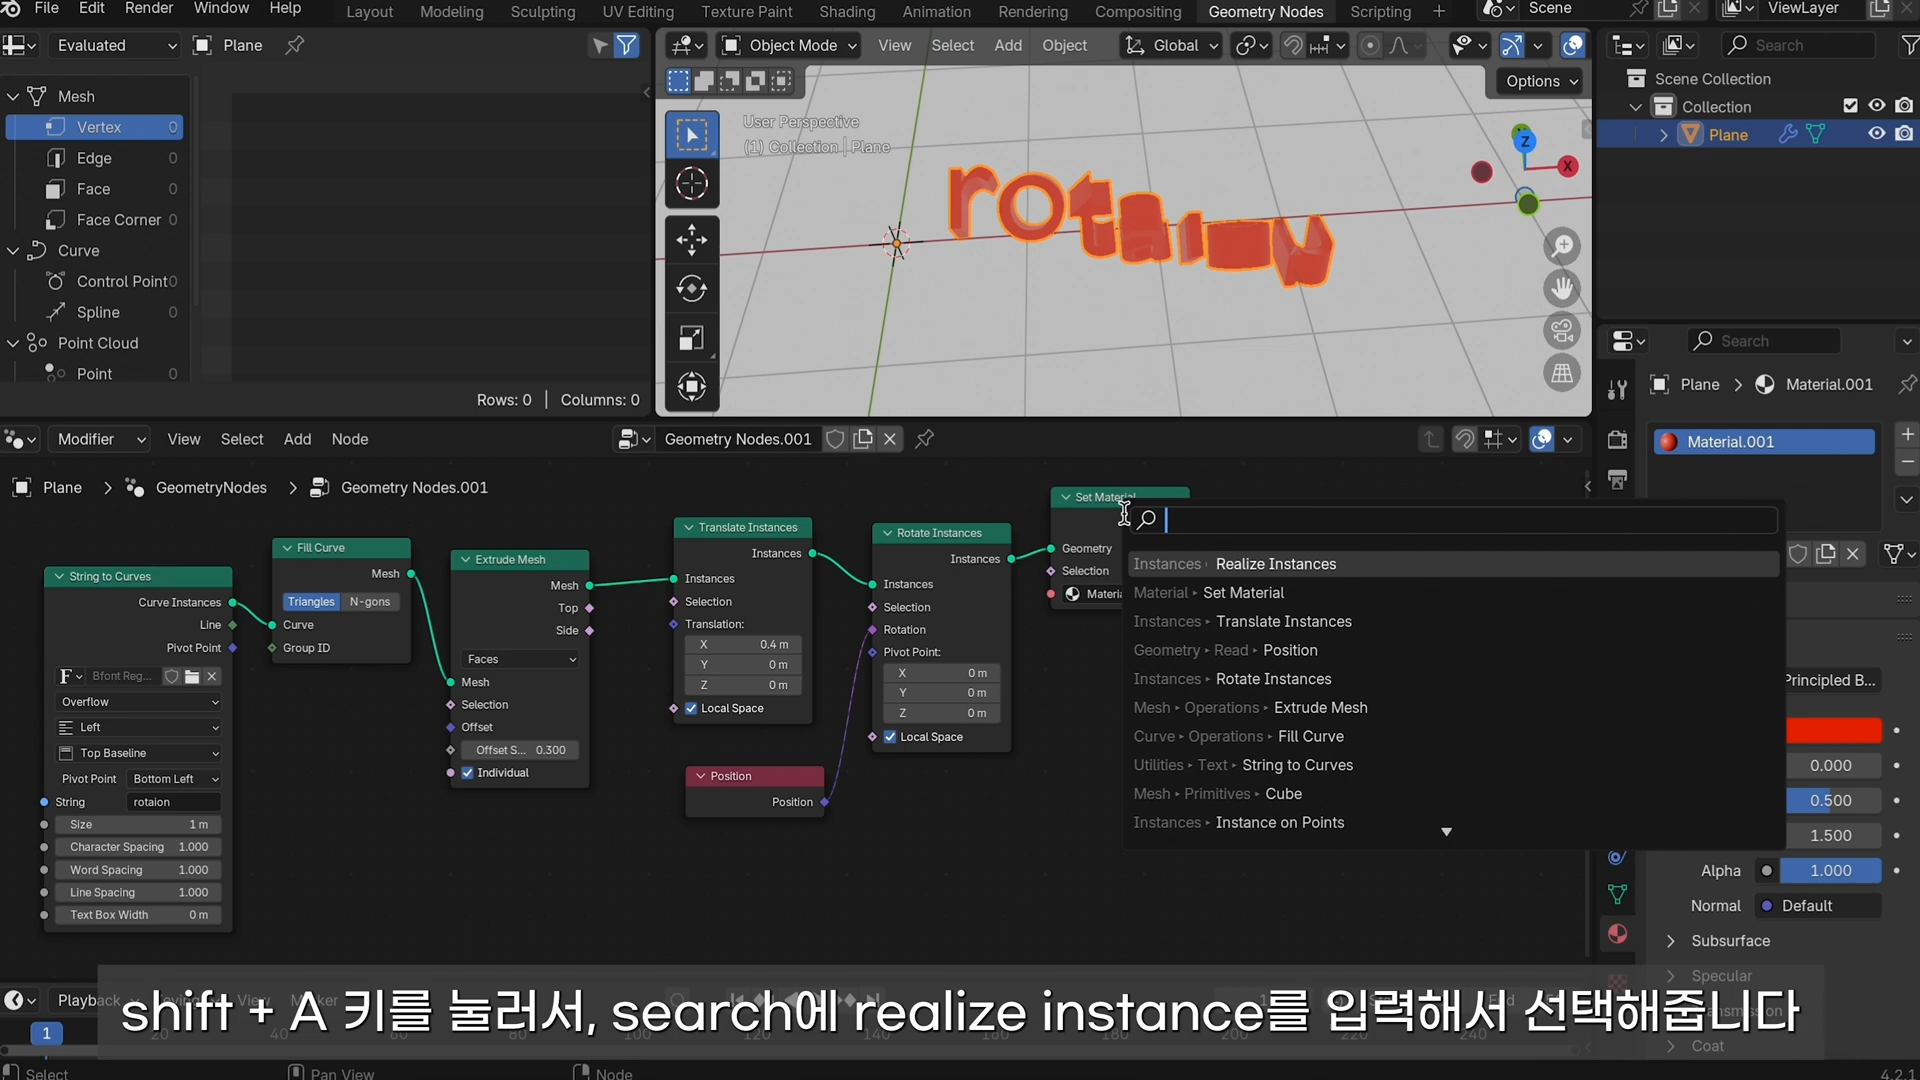 File Edit Render Window Help Layout Modeling Sculpting UV Editing Texture Paint Shading Animation Rendering Compositing Geometry Nodes Scripting + Scene ViewLayer
Evaluated Plane
Object Mode View Select Add Object Global
Search
Mesh
Vertex 0
Edge 0
Face 0
Face Corner 0
Curve
Control Point 0
Spline 0
Point Cloud
Point 0
Rows: 0 | Columns: 0
Options
User Perspective
(1) Collection | Plane
rotaion
Z
X
Scene Collection
Collection
Plane
Search
Plane > Material.001
Material.001
Modifier View Select Add Node Geometry Nodes.001
Plane > GeometryNodes > Geometry Nodes.001
String to Curves
Curve Instances
Line
Pivot Point
F Bfont Reg...
Overflow
Left
Top Baseline
Pivot Point Bottom Left
String rotaion
Size 1 m
Character Spacing 1.000
Word Spacing 1.000
Line Spacing 1.000
Text Box Width 0 m
Fill Curve
Mesh
Triangles N-gons
Curve
Group ID
Extrude Mesh
Mesh
Top
Side
Faces
Mesh
Selection
Offset
Offset S... 0.300
Individual
Translate Instances
Instances
Instances
Selection
Translation:
X 0.4 m
Y 0 m
Z 0 m
Local Space
Position
Position
Rotate Instances
Instances
Instances
Selection
Rotation
Pivot Point:
X 0 m
Y 0 m
Z 0 m
Local Space
Set Material
Geometry
Selection
Materi
Instances ▸ Realize Instances
Material ▸ Set Material
Instances ▸ Translate Instances
Geometry ▸ Read ▸ Position
Instances ▸ Rotate Instances
Mesh ▸ Operations ▸ Extrude Mesh
Curve ▸ Operations ▸ Fill Curve
Utilities ▸ Text ▸ String to Curves
Mesh ▸ Primitives ▸ Cube
Instances ▸ Instance on Points
Principled B...
0.000
0.500
1.500
Alpha 1.000
Normal Default
Subsurface
Specular
Coat
Playback View
shift + A 키를 눌러서, search에 realize instance를 입력해서 선택해줍니다
1
Select Pan View Node 4.2.1